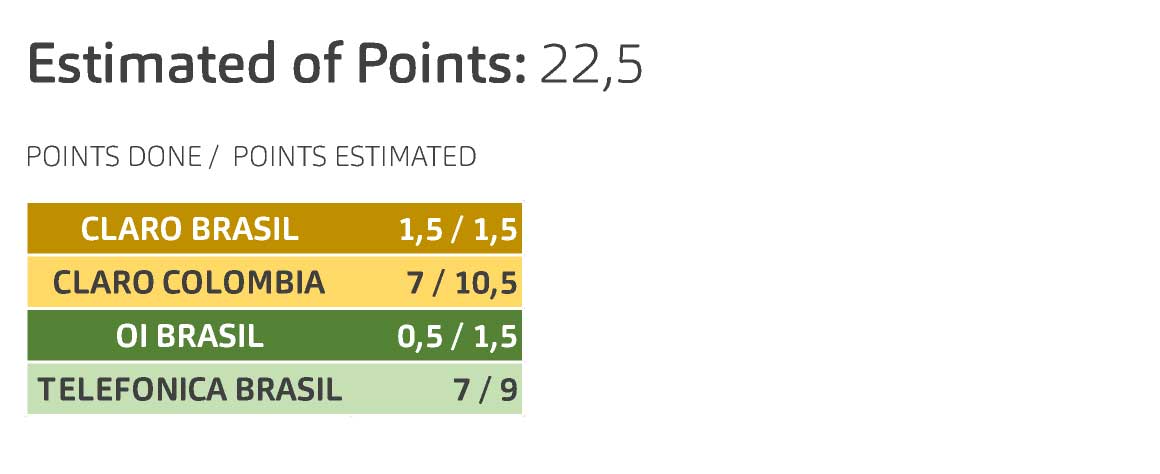 Estimated of Points: 22,5
POINTS DONE / POINTS ESTIMATED
CLARO BRASIL 1,5 / 1,5
CLARO COLOMBIA 7 / 10,5
OI BRASIL 0,5 / 1,5
TELEFONICA BRASIL 7 / 9